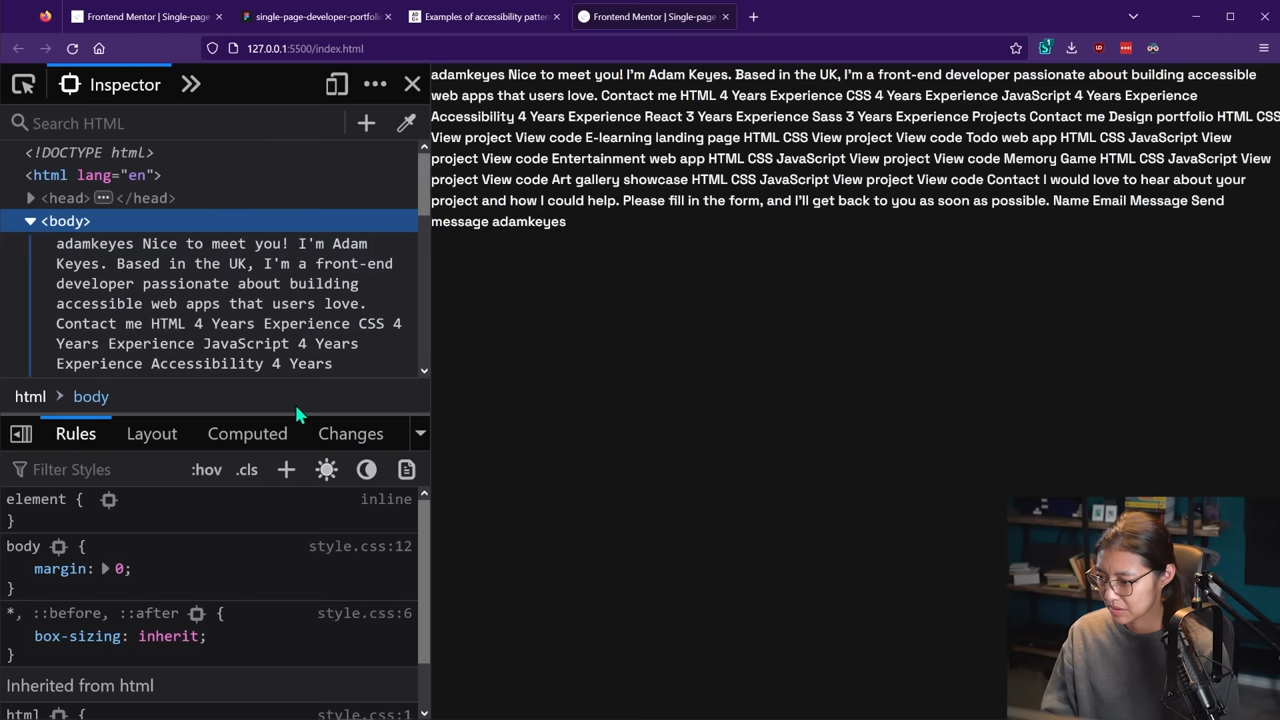 Frontend Mentor | Single-page
single-page-developer-portfolio
Examples of accessibility patter
Frontend Mentor | Single-page
127.0.0.1:5500/index.html
1
Inspector
Search HTML
<!DOCTYPE html>
<html lang="en">
<head> </head>
<body>
adamkeyes Nice to meet you! I'm Adam
Keyes. Based in the UK, I'm a front-end
developer passionate about building
accessible web apps that users love.
Contact me HTML 4 Years Experience CSS 4
Years Experience JavaScript 4 Years
Experience Accessibility 4 Years
html > body
Rules Layout Computed Changes
Filter Styles :hov .cls
element { inline
}
body { style.css:12
margin: 0;
}
*, ::before, ::after { style.css:6
box-sizing: inherit;
}
Inherited from html
html { style.css:1
adamkeyes Nice to meet you! I'm Adam Keyes. Based in the UK, I'm a front-end developer passionate about building accessible
web apps that users love. Contact me HTML 4 Years Experience CSS 4 Years Experience JavaScript 4 Years Experience
Accessibility 4 Years Experience React 3 Years Experience Sass 3 Years Experience Projects Contact me Design portfolio HTML CSS
View project View code E-learning landing page HTML CSS View project View code Todo web app HTML CSS JavaScript View
project View code Entertainment web app HTML CSS JavaScript View project View code Memory Game HTML CSS JavaScript View
project View code Art gallery showcase HTML CSS JavaScript View project View code Contact I would love to hear about your
project and how I could help. Please fill in the form, and I'll get back to you as soon as possible. Name Email Message Send
message adamkeyes